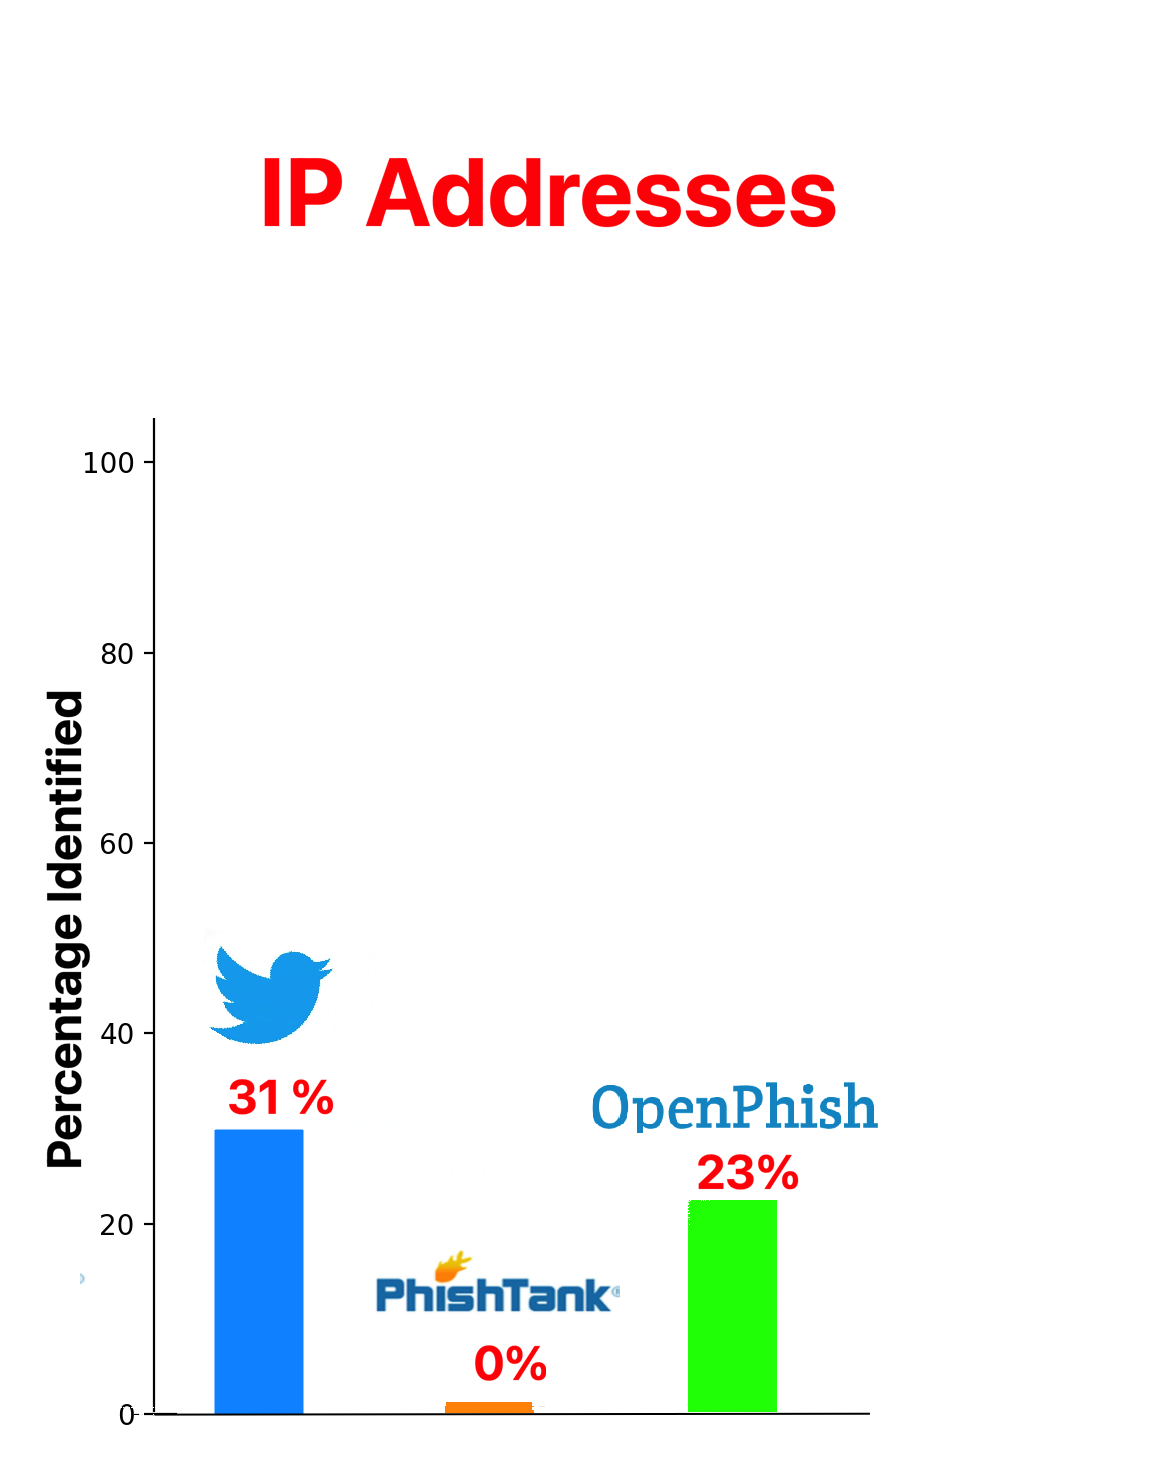 IP Addresses
Percentage Identified
100
80
60
40
20
0
31 %
PhishTank®
0%
OpenPhish
23%